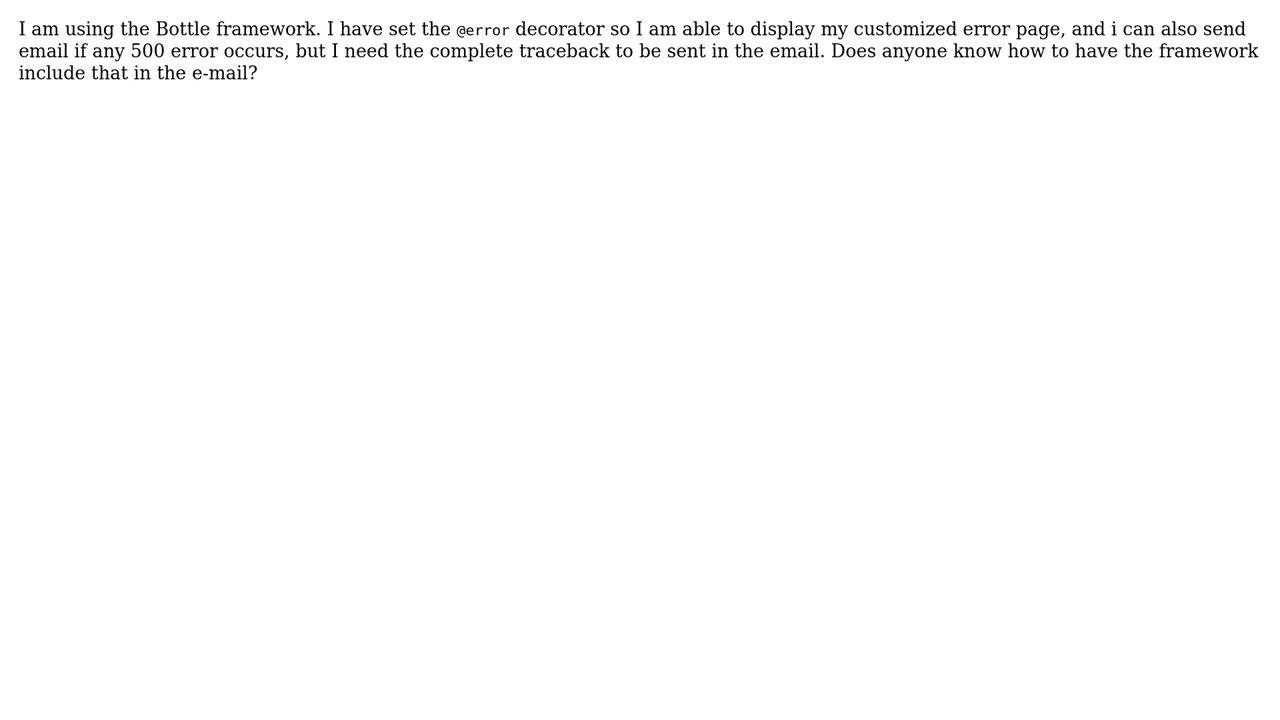 I am using the Bottle framework. I have set the @error decorator so I am able to display my customized error page, and i can also send
email if any 500 error occurs, but I need the complete traceback to be sent in the email. Does anyone know how to have the framework
include that in the e-mail?